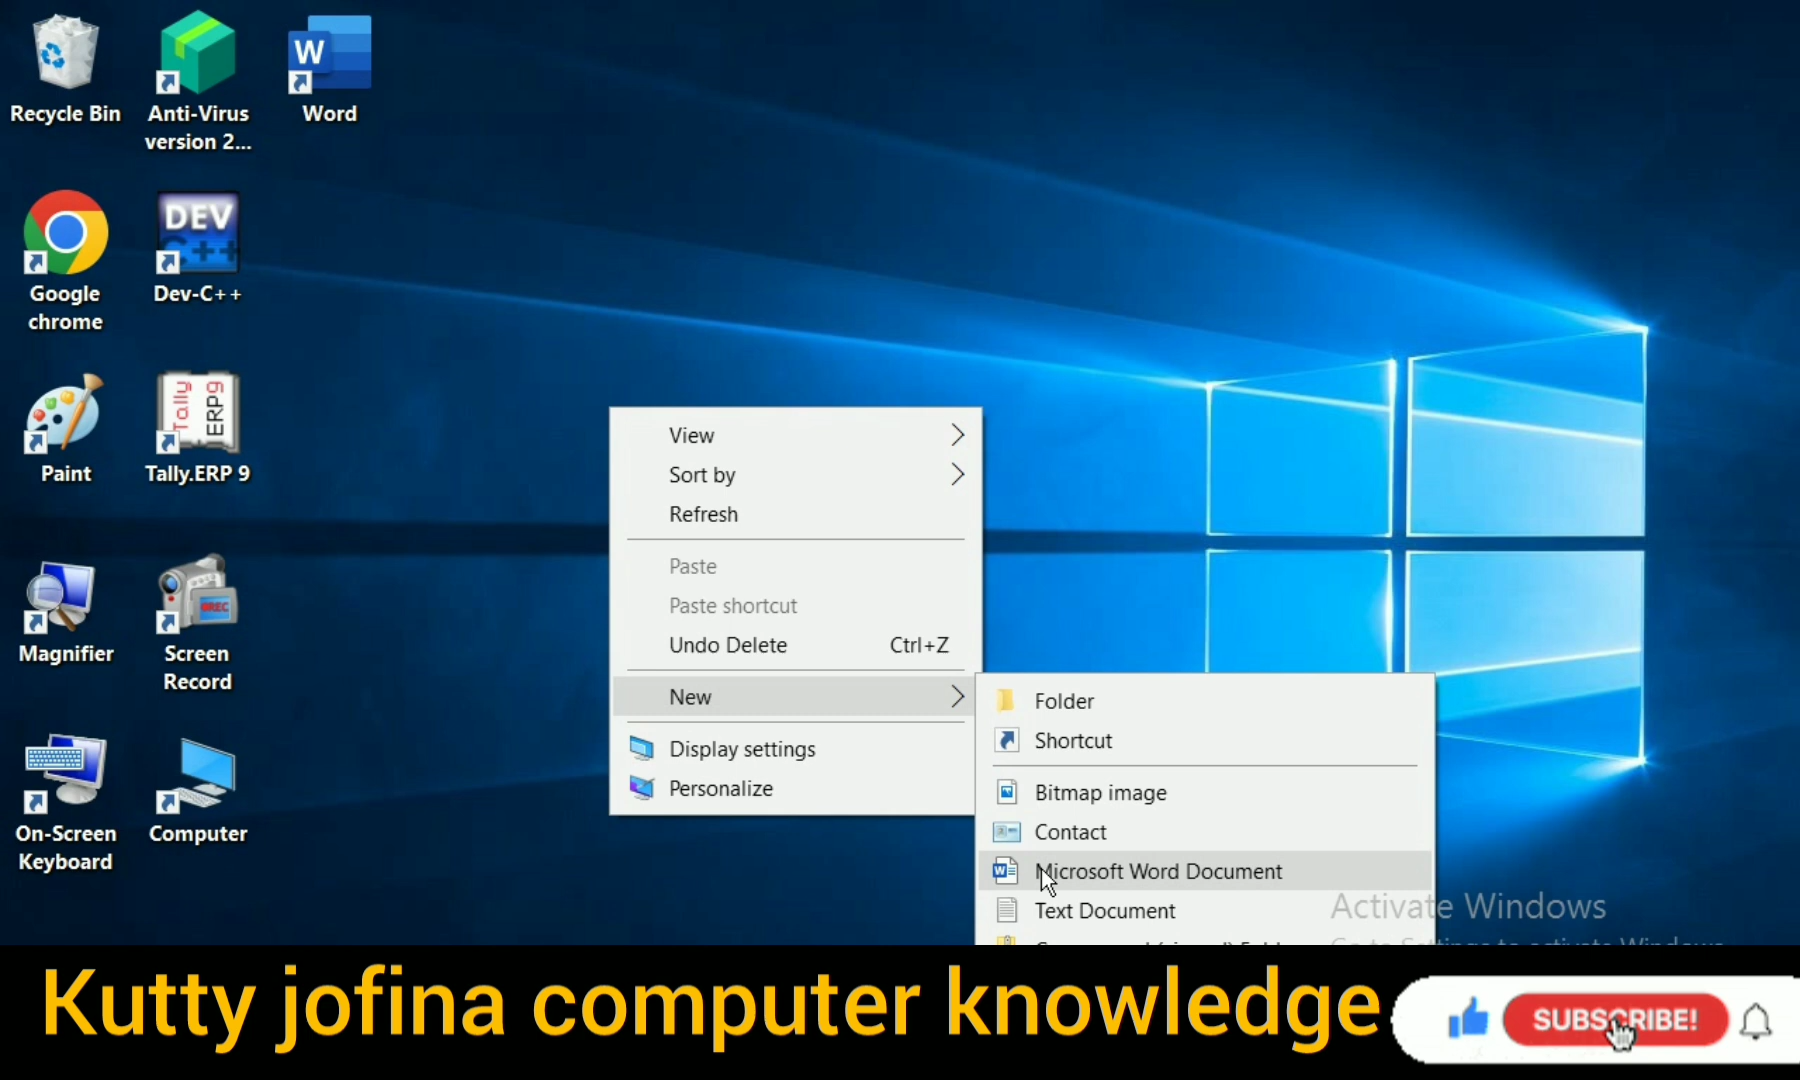 Recycle Bin
Anti-Virus
version 2...
W
Word
Google
chrome
DEV
C++
Dev-C++
Paint
Tally
ERP9
Tally.ERP 9
Magnifier
REC
Screen
Record
On-Screen
Keyboard
Computer
View
Sort by
Refresh
Paste
Paste shortcut
Undo Delete Ctrl+Z
New
Display settings
Personalize
Folder
Shortcut
Bitmap image
Contact
Microsoft Word Document
Text Document
Activate Windows
Kutty jofina computer knowledge
SUBSCRIBE!